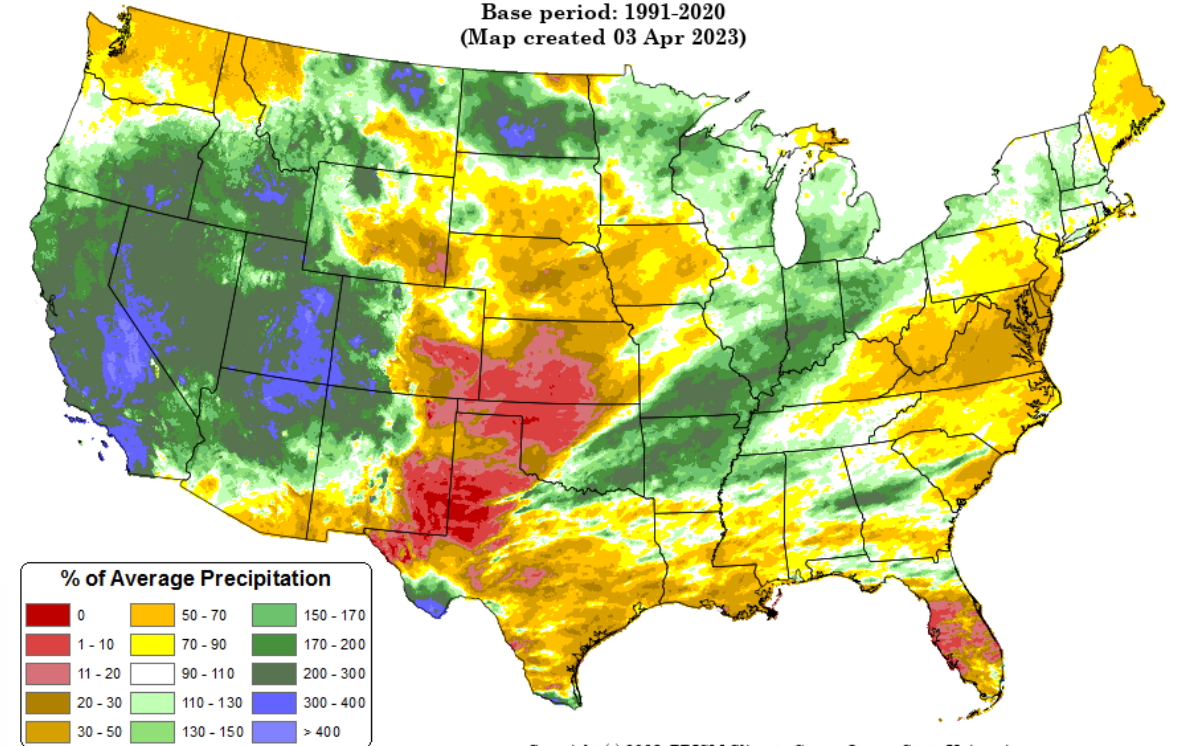 Base period: 1991-2020
(Map created 03 Apr 2023)
% of Average Precipitation
0
50 - 70
150 - 170
1 - 10
70 - 90
170 - 200
11 - 20
90 - 110
200 - 300
20 - 30
110 - 130
300 - 400
30 - 50
130 - 150
> 400